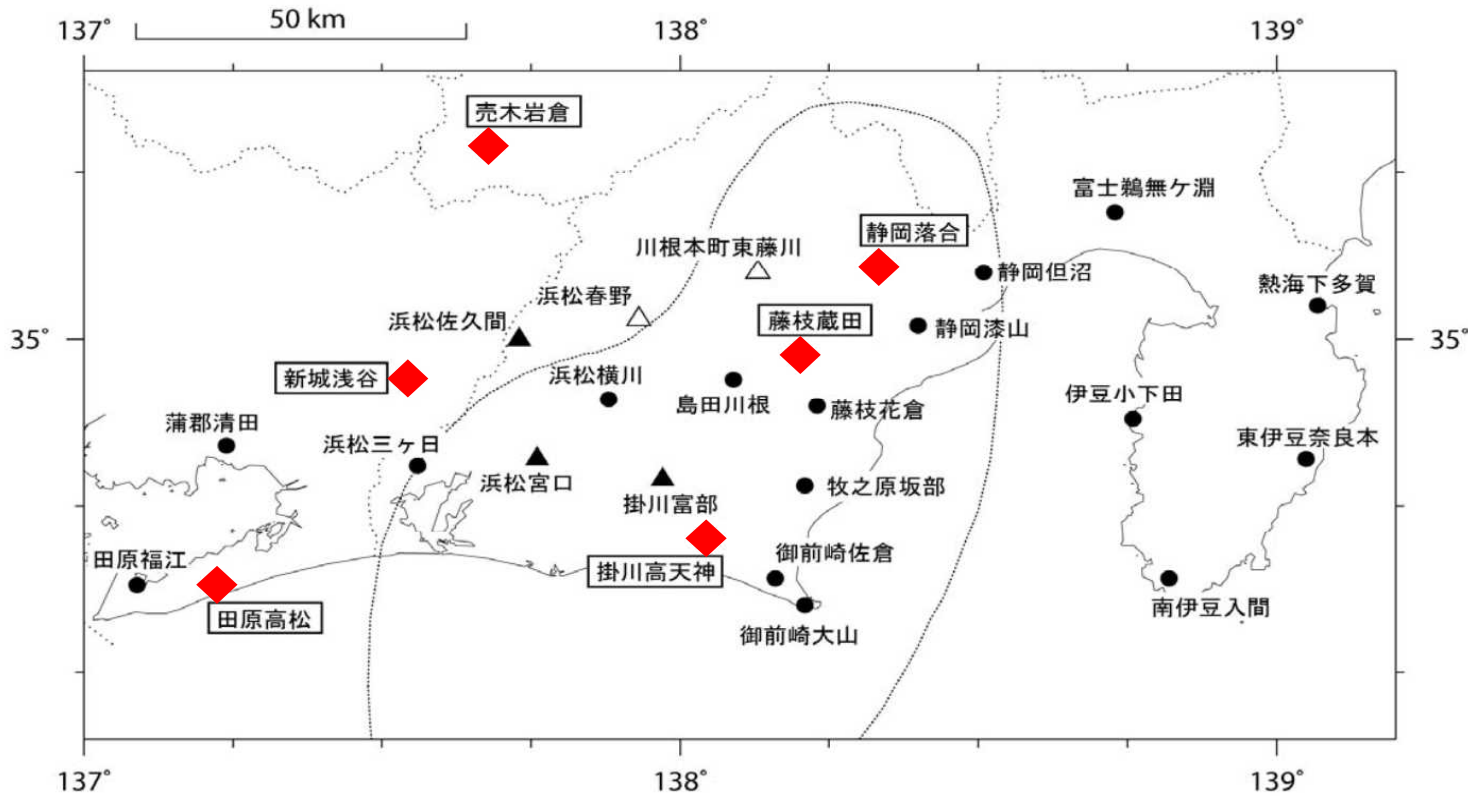 137°
50 km
138°
139°
売木岩倉
富士鵜無ケ淵
静岡落合
川根本町東藤川
静岡但沼
熱海下多賀
浜松春野
浜松佐久間
藤枝蔵田
静岡漆山
35°
35°
新城浅谷
浜松横川
島田川根
藤枝花倉
伊豆小下田
蒲郡清田
浜松三ヶ日
東伊豆奈良本
浜松宮口
牧之原坂部
掛川富部
田原福江
御前崎佐倉
掛川高天神
田原高松
御前崎大山
南伊豆入間
137°
138°
139°